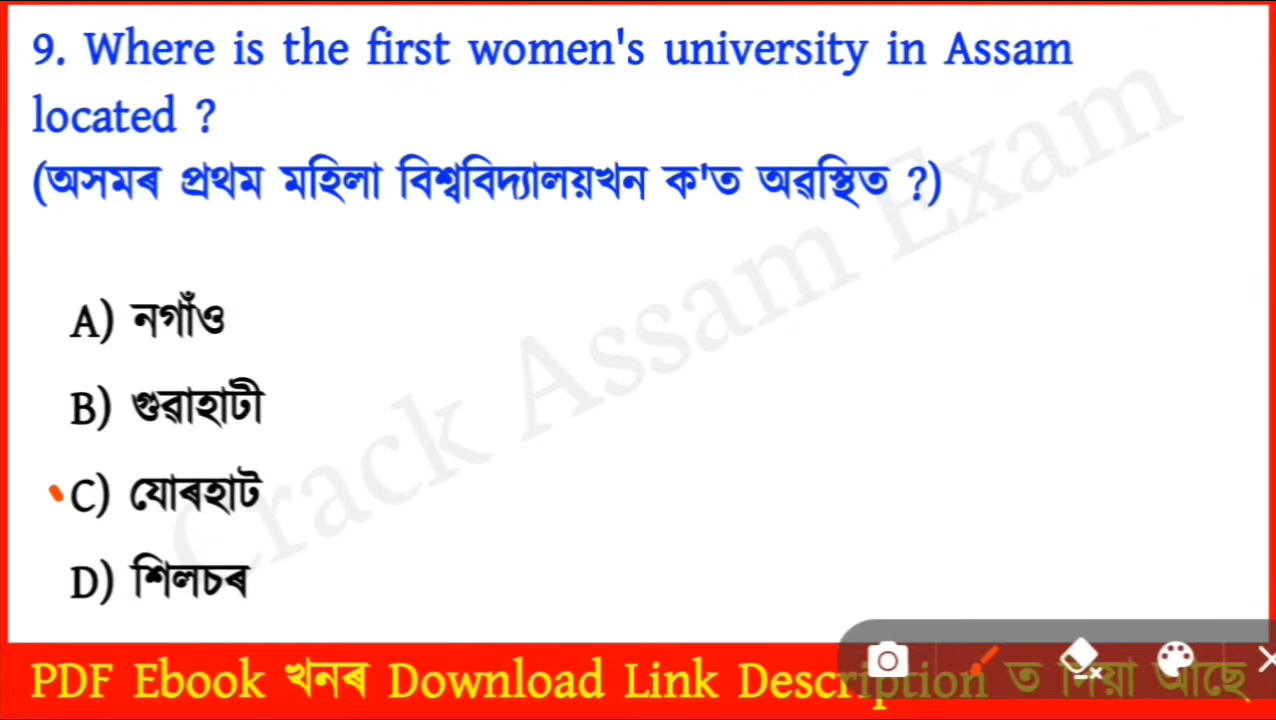 9. Where is the first women's university in Assam
located ?
(অসমৰ প্ৰথম মহিলা বিশ্ববিদ্যালয়খন ক'ত অৱস্থিত ?)
A) নগাঁও
B) গুৱাহাটী
C) যোৰহাট
D) শিলচৰ
Crack Assam Exam
PDF Ebook খনৰ Download Link Description ত দিয়া আছে